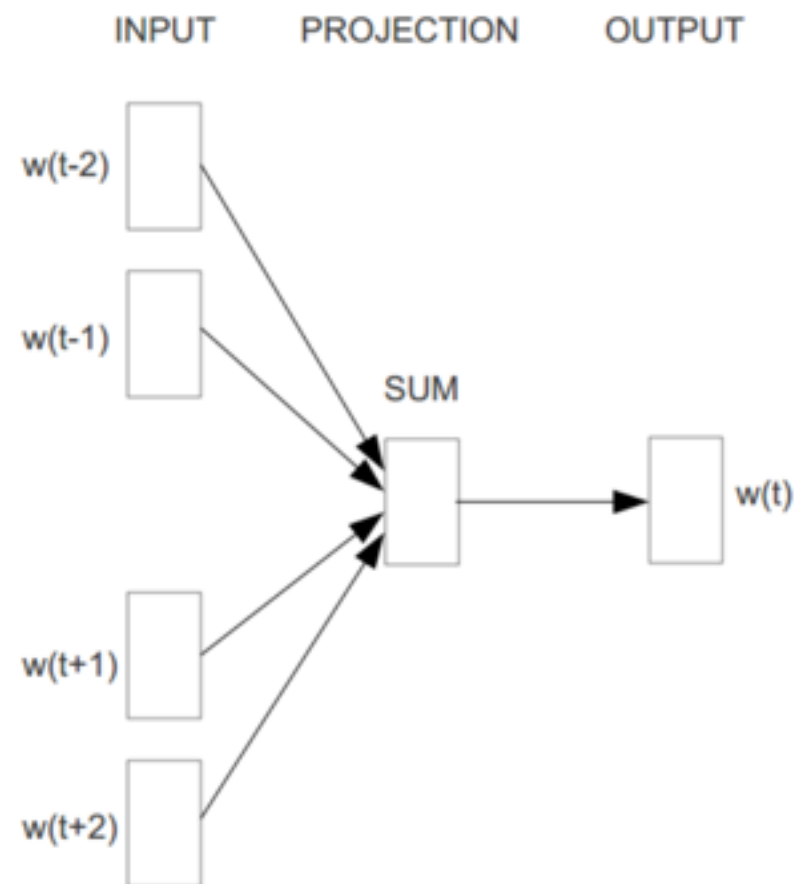 INPUT PROJECTION OUTPUT
w(t-2)
w(t-1)
SUM
w(t)
w(t+1)
w(t+2)